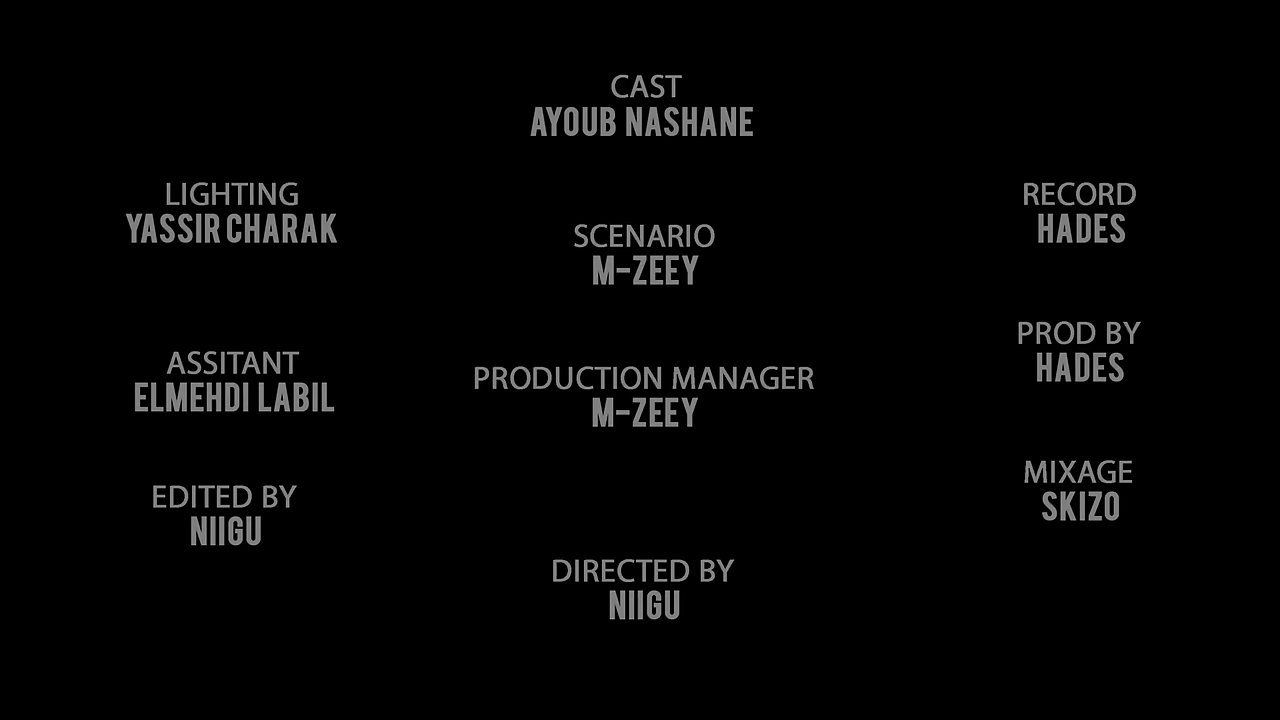 CAST
AYOUB NASHANE
LIGHTING
YASSIR CHARAK
ASSITANT
ELMEHDI LABIL
EDITED BY
NIIGU
SCENARIO
M-ZEEY
PRODUCTION MANAGER
M-ZEEY
DIRECTED BY
NIIGU
RECORD
HADES
PROD BY
HADES
MIXAGE
SKIZO